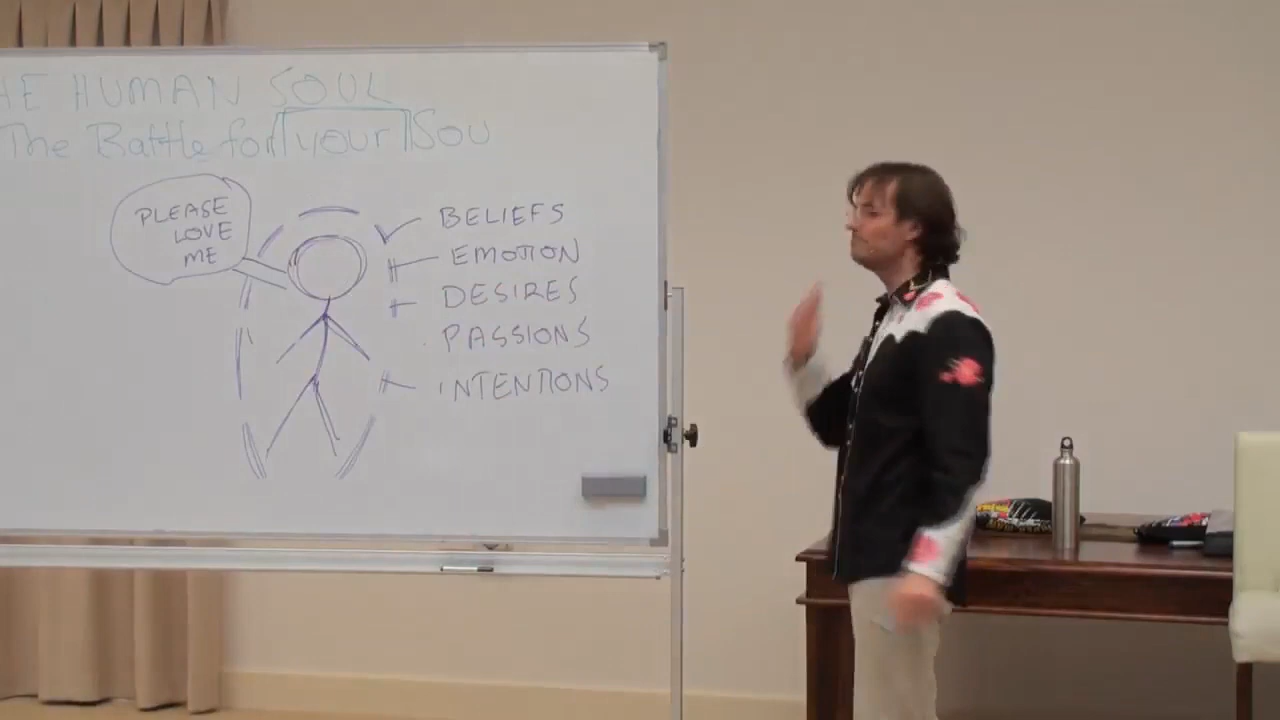 HE HUMAN SOUL
The Battle for your Sou
PLEASE
LOVE
ME
BELIEFS
EMOTION
DESIRES
PASSIONS
INTENTIONS